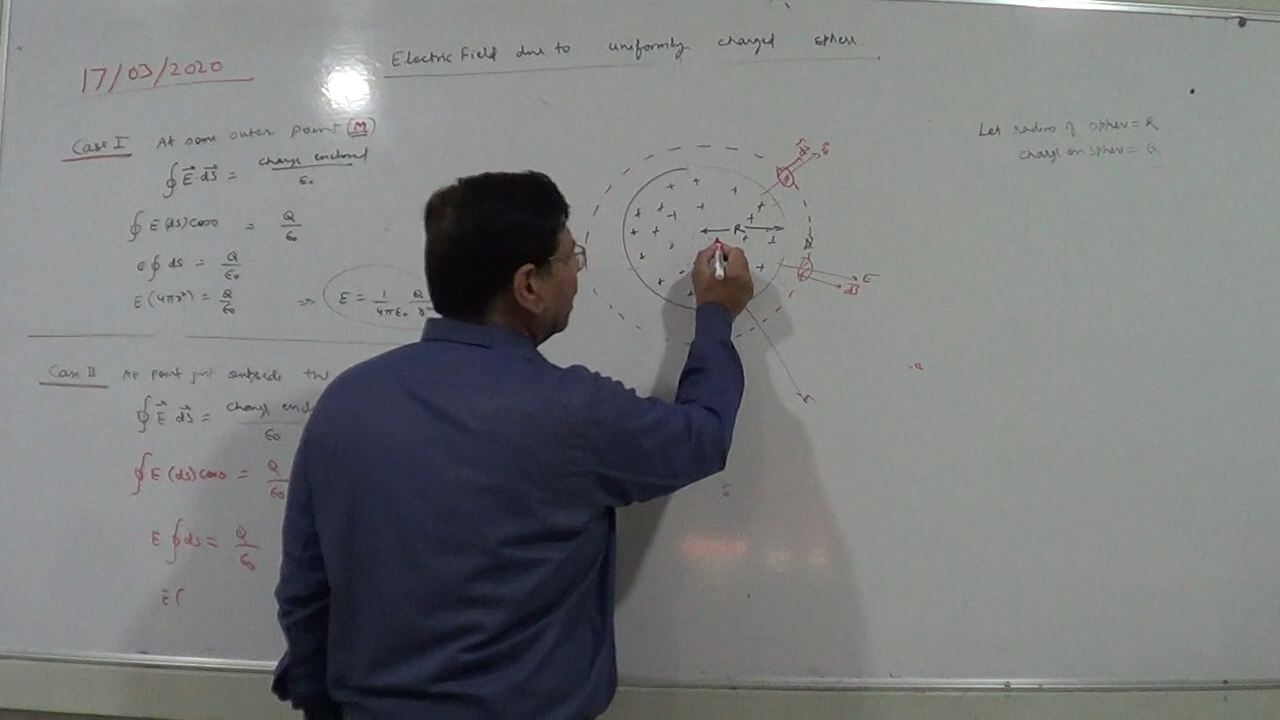 17/03/2020
Electric Field due to uniformly charged sphere.
Case I At some outer point (M)
∮E⃗.dS⃗ = charge enclosed / ε₀
∮E(ds)cos0 = Q/ε₀
E∮ds = Q/ε₀
E(4πr²) = Q/ε₀ ⇒ E = 1/4πε₀ Q/r²
Case II At point just outside the
∮E⃗.dS⃗ = charge encl / ε₀
∮E(ds)cos0 = Q/ε₀
E∮ds = Q/ε₀
E(
Let radius of sphere = R
charge on sphere = Q
R
E
dS